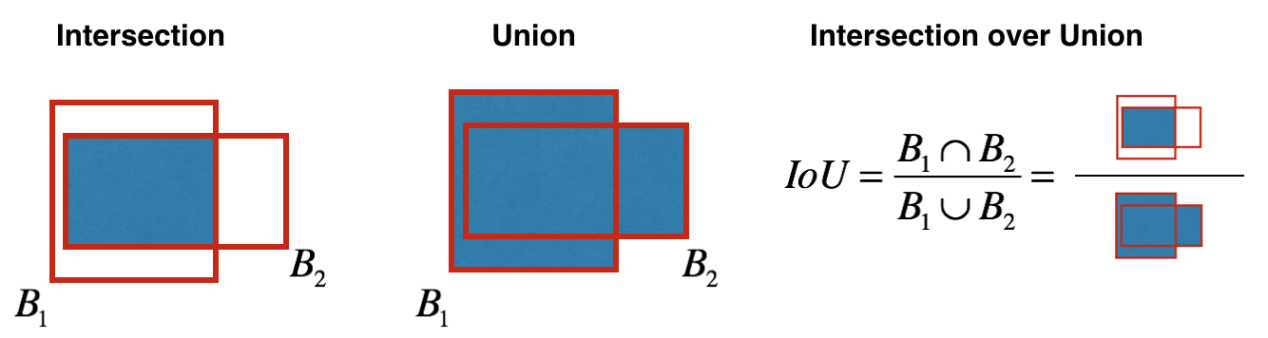 Intersection
B₁
B₂
Union
B₁
B₂
Intersection over Union
IoU = B₁ ∩ B₂ / B₁ ∪ B₂ =